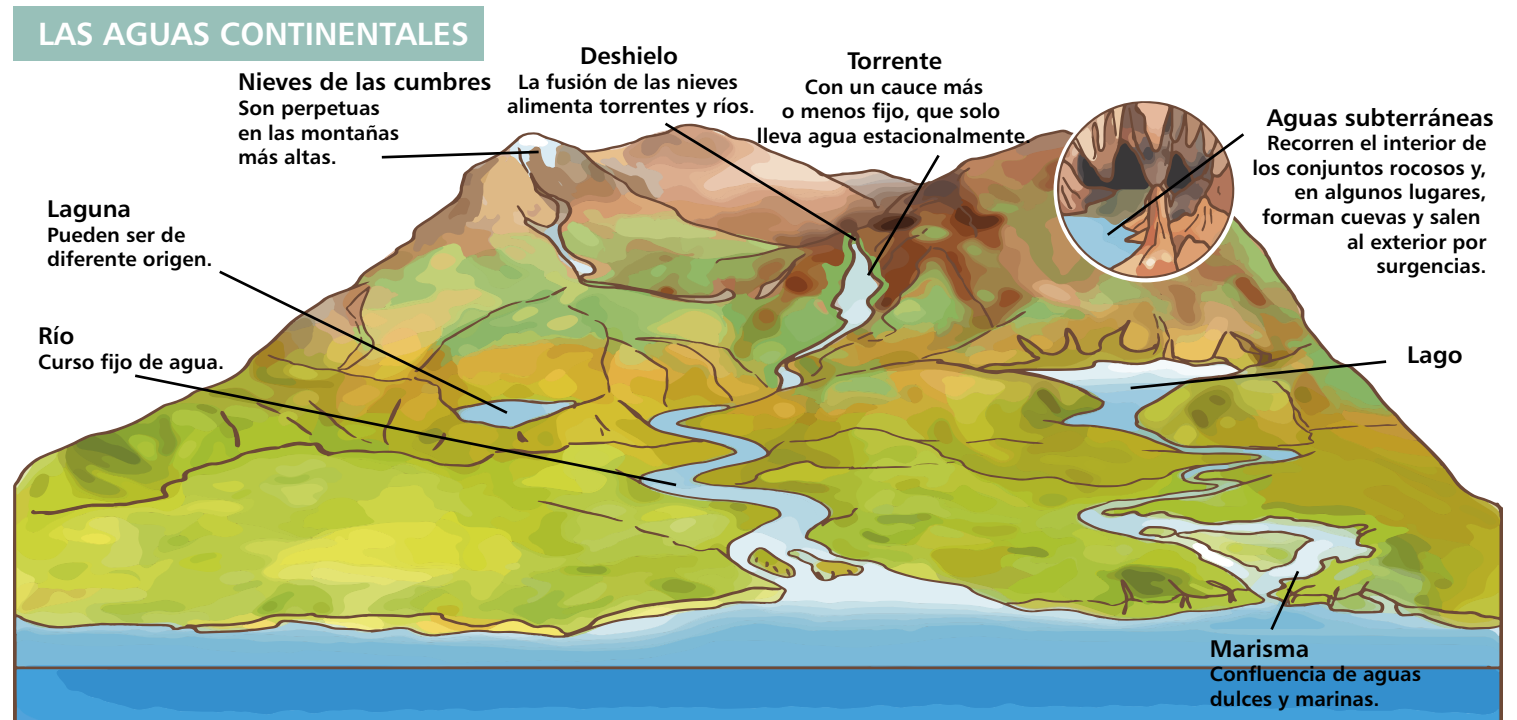 LAS AGUAS CONTINENTALES
Nieves de las cumbres
Son perpetuas
en las montañas
más altas.
Deshielo
La fusión de las nieves
alimenta torrentes y ríos.
Torrente
Con un cauce más
o menos fijo, que solo
lleva agua estacionalmente.
Aguas subterráneas
Recorren el interior de
los conjuntos rocosos y,
en algunos lugares,
forman cuevas y salen
al exterior por
surgencias.
Laguna
Pueden ser de
diferente origen.
Río
Curso fijo de agua.
Lago
Marisma
Confluencia de aguas
dulces y marinas.